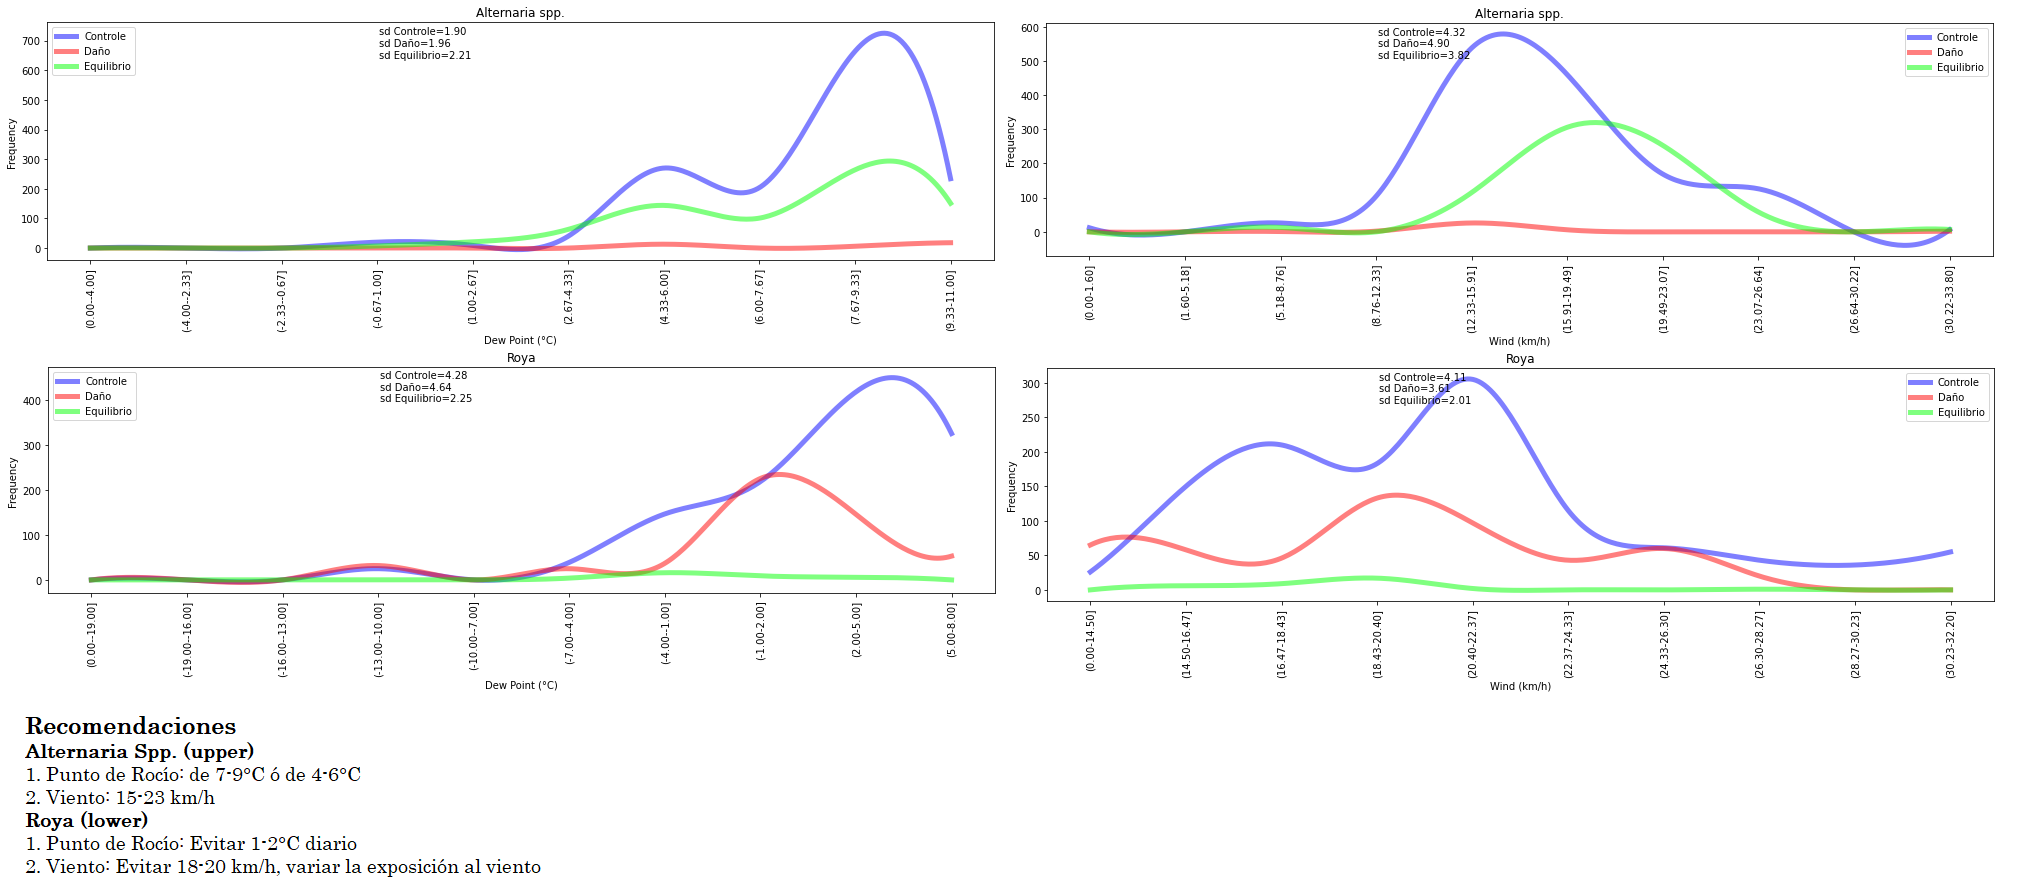 Alternaria spp.
sd Controle=1.90
sd Daño=1.96
sd Equilibrio=2.21
Controle
Daño
Equilibrio
Frequency
700
600
500
400
300
200
100
0
(0.00--4.00]
(-4.00--2.33]
(-2.33--0.67]
(-0.67-1.00]
(1.00-2.67]
(2.67-4.33]
(4.33-6.00]
(6.00-7.67]
(7.67-9.33]
(9.33-11.00]
Dew Point (°C)
Alternaria spp.
sd Controle=4.32
sd Daño=4.90
sd Equilibrio=3.82
Controle
Daño
Equilibrio
Frequency
600
500
400
300
200
100
0
(0.00-1.60]
(1.60-5.18]
(5.18-8.76]
(8.76-12.33]
(12.33-15.91]
(15.91-19.49]
(19.49-23.07]
(23.07-26.64]
(26.64-30.22]
(30.22-33.80]
Wind (km/h)
Roya
sd Controle=4.28
sd Daño=4.64
sd Equilibrio=2.25
Controle
Daño
Equilibrio
Frequency
400
300
200
100
0
(0.00--19.00]
(-19.00--16.00]
(-16.00--13.00]
(-13.00--10.00]
(-10.00--7.00]
(-7.00--4.00]
(-4.00--1.00]
(-1.00-2.00]
(2.00-5.00]
(5.00-8.00]
Dew Point (°C)
Roya
sd Controle=4.11
sd Daño=3.61
sd Equilibrio=2.01
Controle
Daño
Equilibrio
Frequency
300
250
200
150
100
50
0
(0.00-14.50]
(14.50-16.47]
(16.47-18.43]
(18.43-20.40]
(20.40-22.37]
(22.37-24.33]
(24.33-26.30]
(26.30-28.27]
(28.27-30.23]
(30.23-32.20]
Wind (km/h)
Recomendaciones
Alternaria Spp. (upper)
1. Punto de Rocío: de 7-9°C ó de 4-6°C
2. Viento: 15-23 km/h
Roya (lower)
1. Punto de Rocío: Evitar 1-2°C diario
2. Viento: Evitar 18-20 km/h, variar la exposición al viento